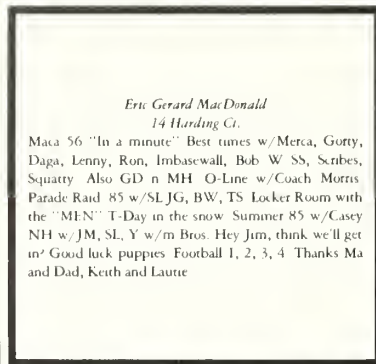 Eric Gerard MacDonald
14 Harding Ct.
Maca 56 "In a minute" Best times w/Merca, Gorty,
Daga, Lenny, Ron, Imbasewall, Bob W SS, Scribes,
Squatty Also GD n MH O-Line w/Coach Morris
Parade Raid 85 w/SL JG, BW, TS Locker Room with
the "MEN" T-Day in the snow Summer 85 w/Casey
NH w/JM, SL, Y w/m Bros. Hey Jim, think we'll get
in? Good luck puppies Football 1, 2, 3, 4 Thanks Ma
and Dad, Keith and Laurie